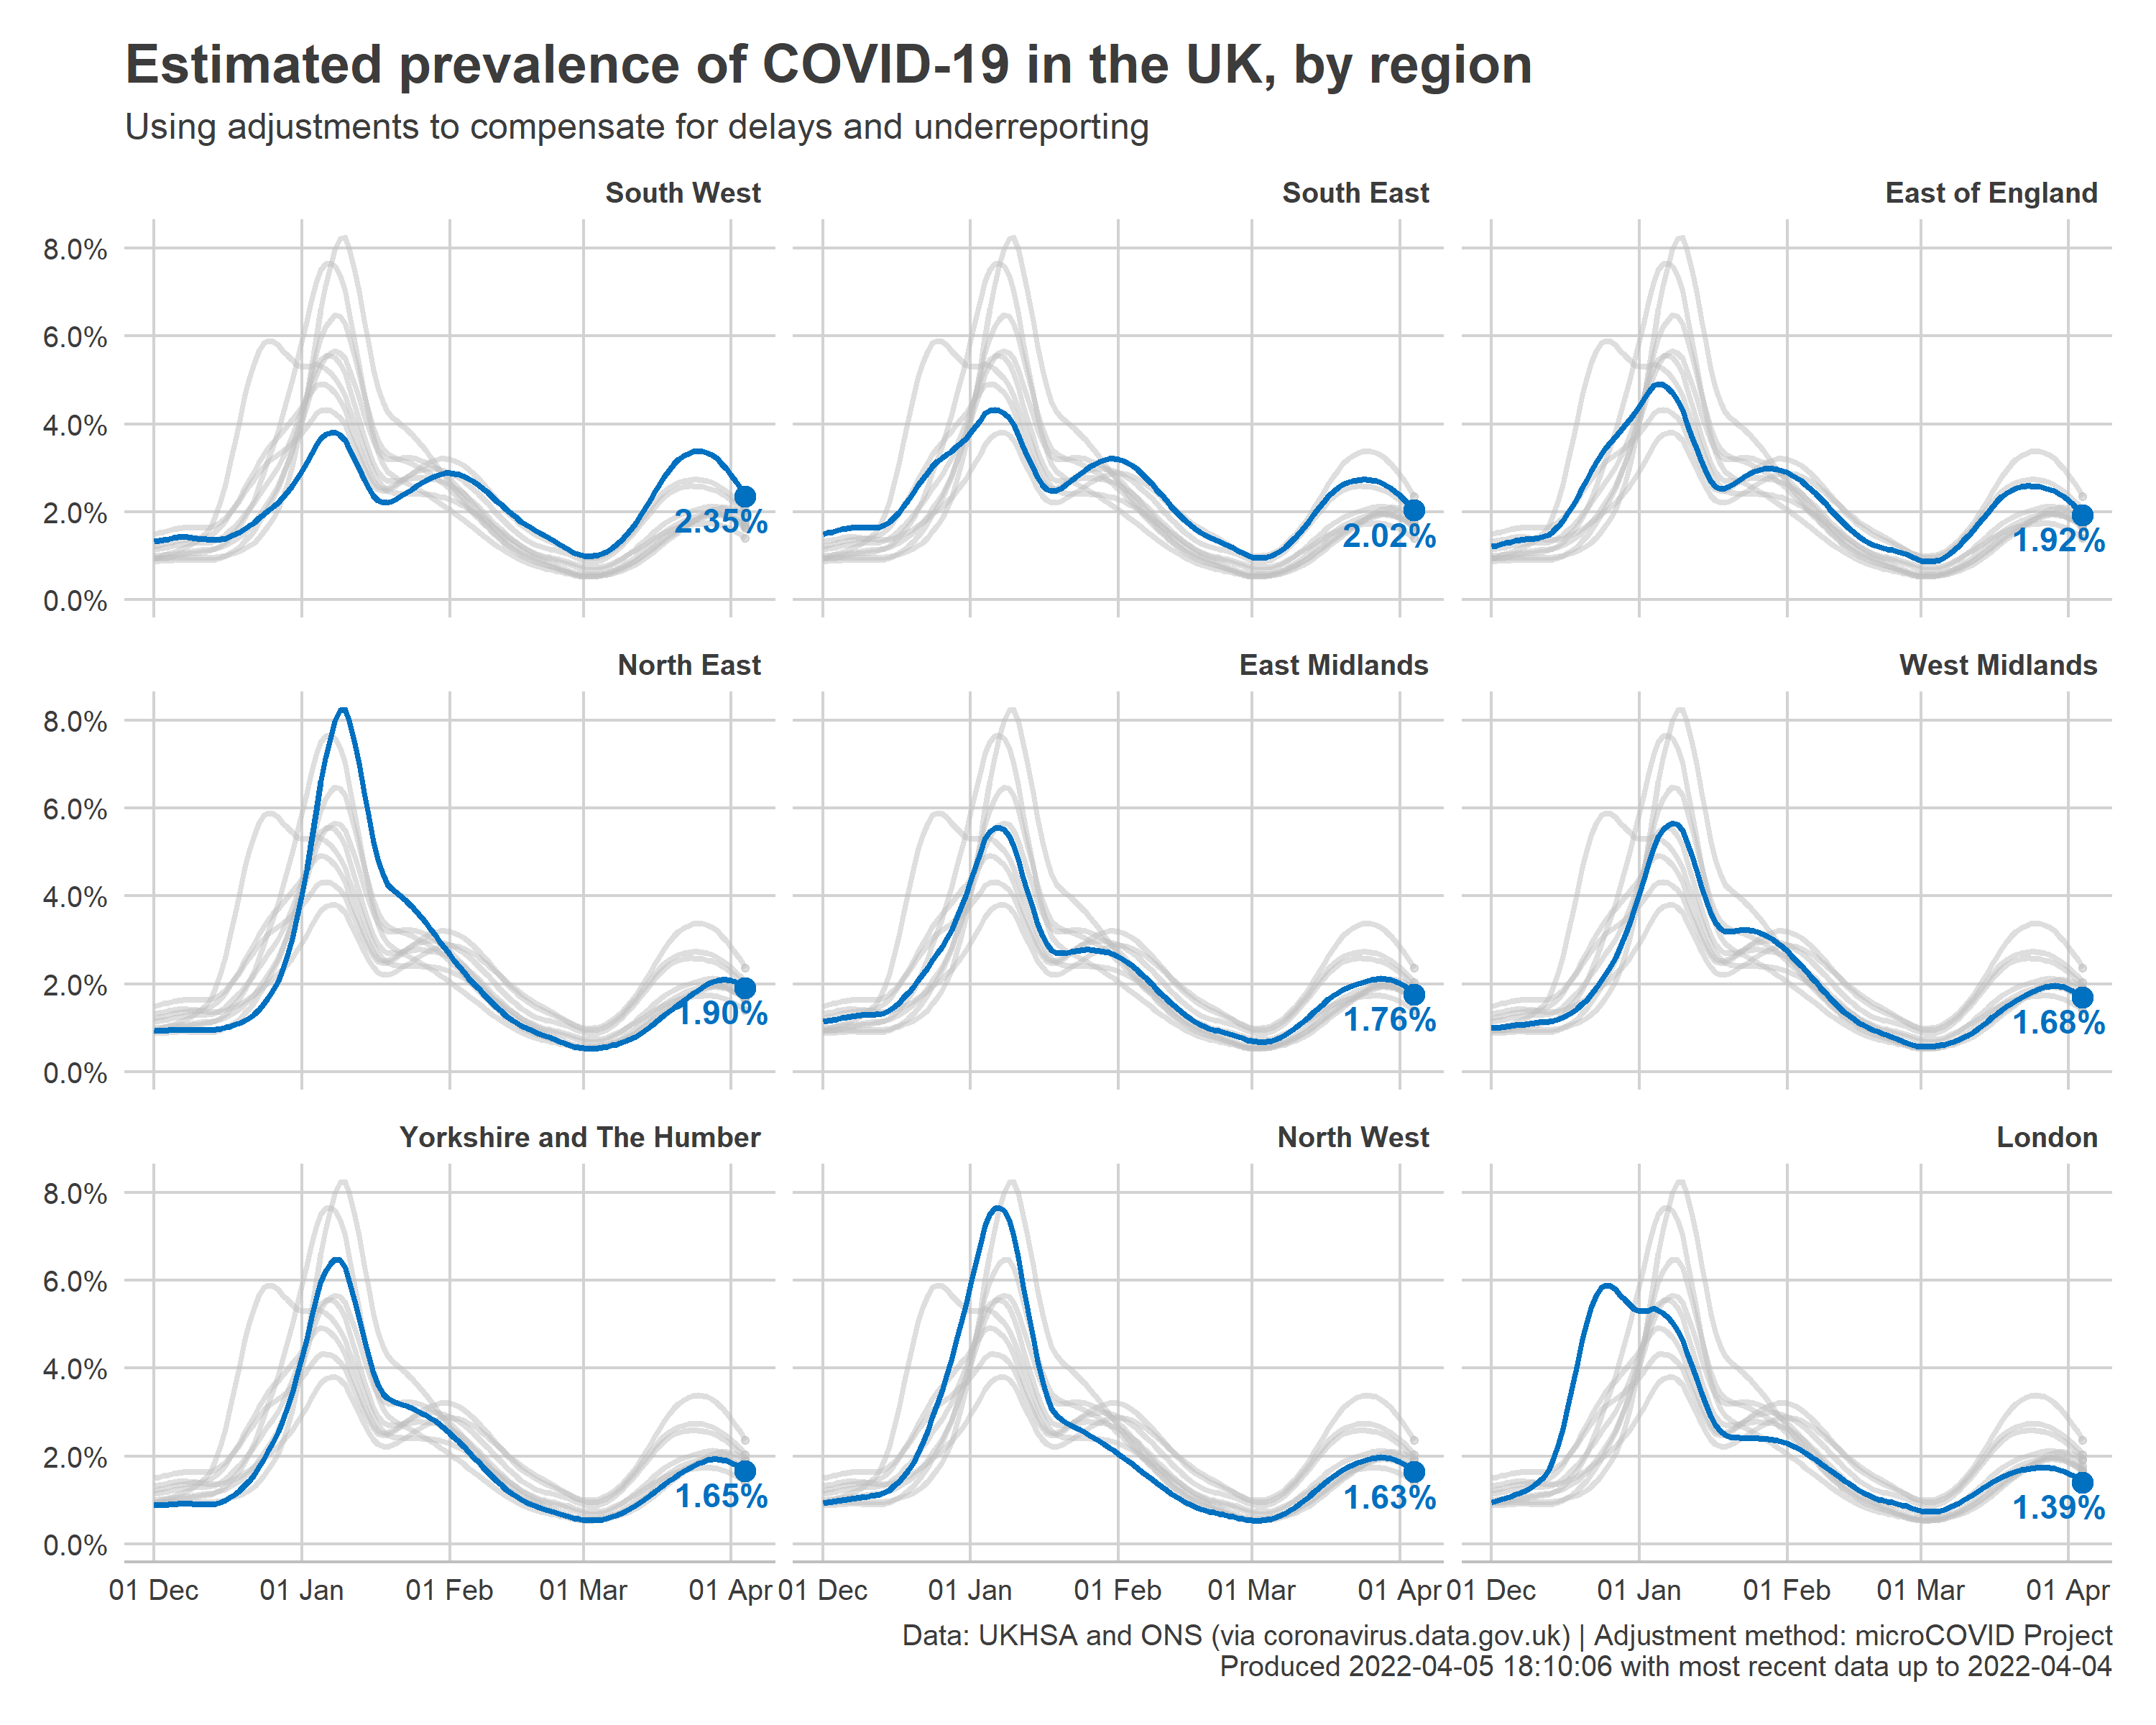 Estimated prevalence of COVID-19 in the UK, by region
Using adjustments to compensate for delays and underreporting
South West
South East
East of England
8.0%
6.0%
4.0%
2.0%
0.0%
2.35%
2.02%
1.92%
North East
East Midlands
West Midlands
8.0%
6.0%
4.0%
2.0%
0.0%
1.90%
1.76%
1.68%
Yorkshire and The Humber
North West
London
8.0%
6.0%
4.0%
2.0%
0.0%
1.65%
1.63%
1.39%
01 Dec 01 Jan 01 Feb 01 Mar 01 Apr 01 Dec 01 Jan 01 Feb 01 Mar 01 Apr 01 Dec 01 Jan 01 Feb 01 Mar 01 Apr
Data: UKHSA and ONS (via coronavirus.data.gov.uk) | Adjustment method: microCOVID Project
Produced 2022-04-05 18:10:06 with most recent data up to 2022-04-04